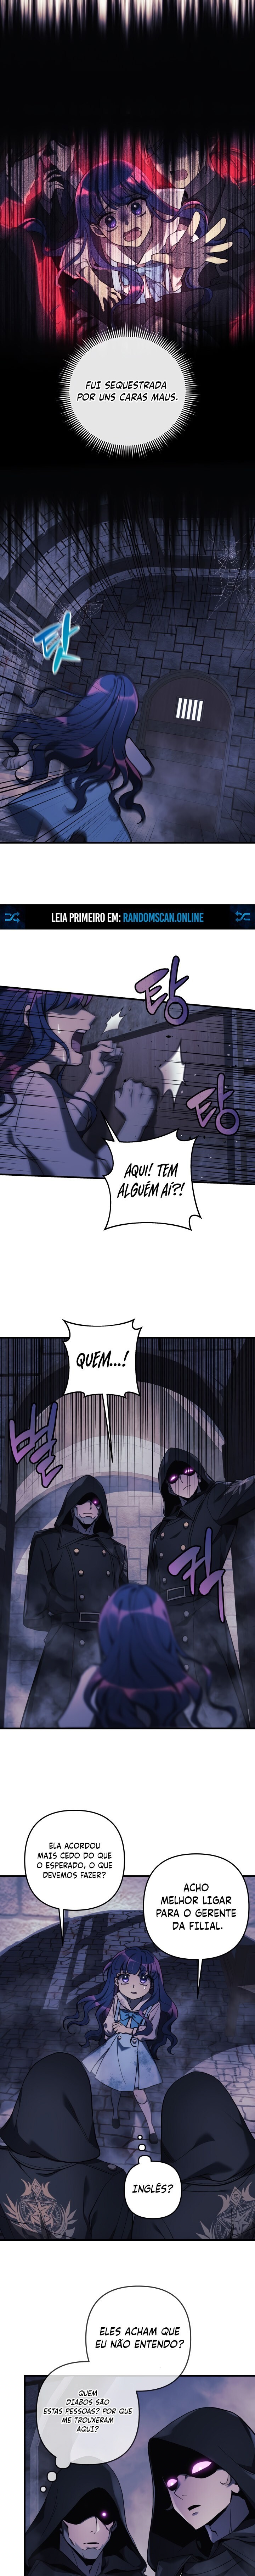 FUI SEQUESTRADA
POR UNS CARAS MAUS.
탁
LEIA PRIMEIRO EM: RANDOMSCAN.ONLINE
탕
탕
AQUI! TEM
ALGUÉM AÍ?!
QUEM...!
벌
컥
ELA ACORDOU
MAIS CEDO DO QUE
O ESPERADO, O QUE
DEVEMOS FAZER?
ACHO
MELHOR LIGAR
PARA O GERENTE
DA FILIAL.
INGLÊS?
ELES ACHAM QUE
EU NÃO ENTENDO?
QUEM
DIABOS SÃO
ESTAS PESSOAS? POR QUE
ME TROUXERAM
AQUI?